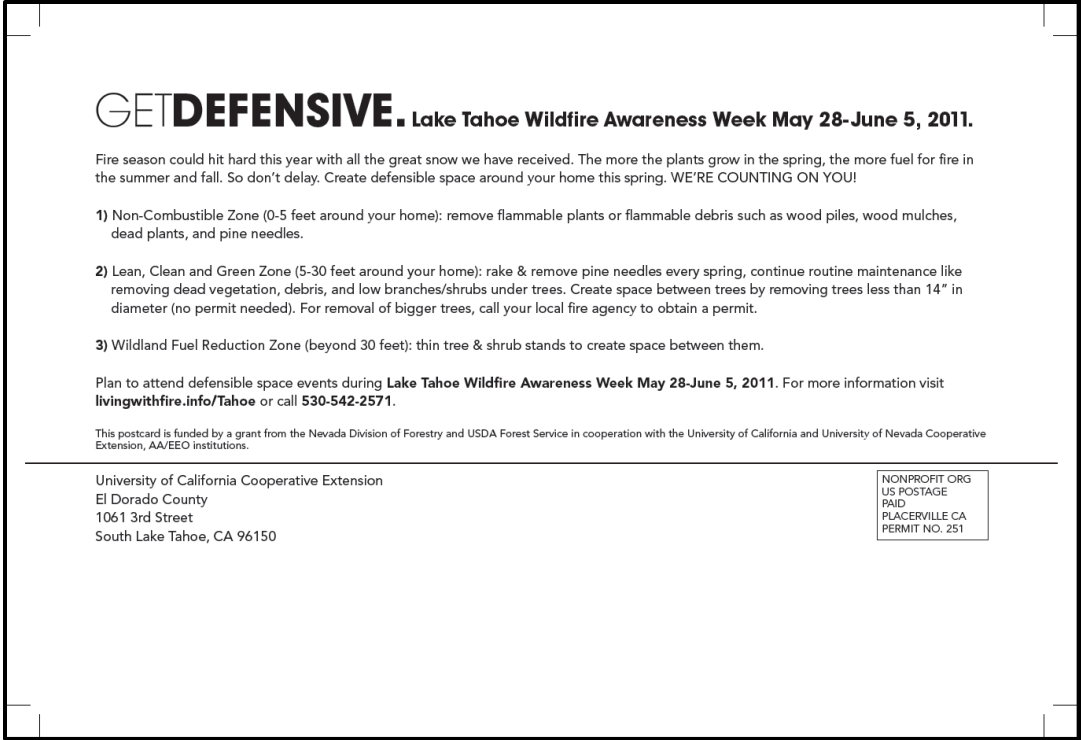 GETDEFENSIVE. Lake Tahoe Wildfire Awareness Week May 28-June 5, 2011.
Fire season could hit hard this year with all the great snow we have received. The more the plants grow in the spring, the more fuel for fire in
the summer and fall. So don't delay. Create defensible space around your home this spring. WE'RE COUNTING ON YOU!
1) Non-Combustible Zone (0-5 feet around your home): remove flammable plants or flammable debris such as wood piles, wood mulches,
dead plants, and pine needles.
2) Lean, Clean and Green Zone (5-30 feet around your home): rake & remove pine needles every spring, continue routine maintenance like
removing dead vegetation, debris, and low branches/shrubs under trees. Create space between trees by removing trees less than 14” in
diameter (no permit needed). For removal of bigger trees, call your local fire agency to obtain a permit.
3) Wildland Fuel Reduction Zone (beyond 30 feet): thin tree & shrub stands to create space between them.
Plan to attend defensible space events during Lake Tahoe Wildfire Awareness Week May 28-June 5, 2011. For more information visit
livingwithfire.info/Tahoe or call 530-542-2571.
This postcard is funded by a grant from the Nevada Division of Forestry and USDA Forest Service in cooperation with the University of California and University of Nevada Cooperative
Extension, AA/EEO institutions.
University of California Cooperative Extension
El Dorado County
1061 3rd Street
South Lake Tahoe, CA 96150
NONPROFIT ORG
US POSTAGE
PAID
PLACERVILLE CA
PERMIT NO. 251